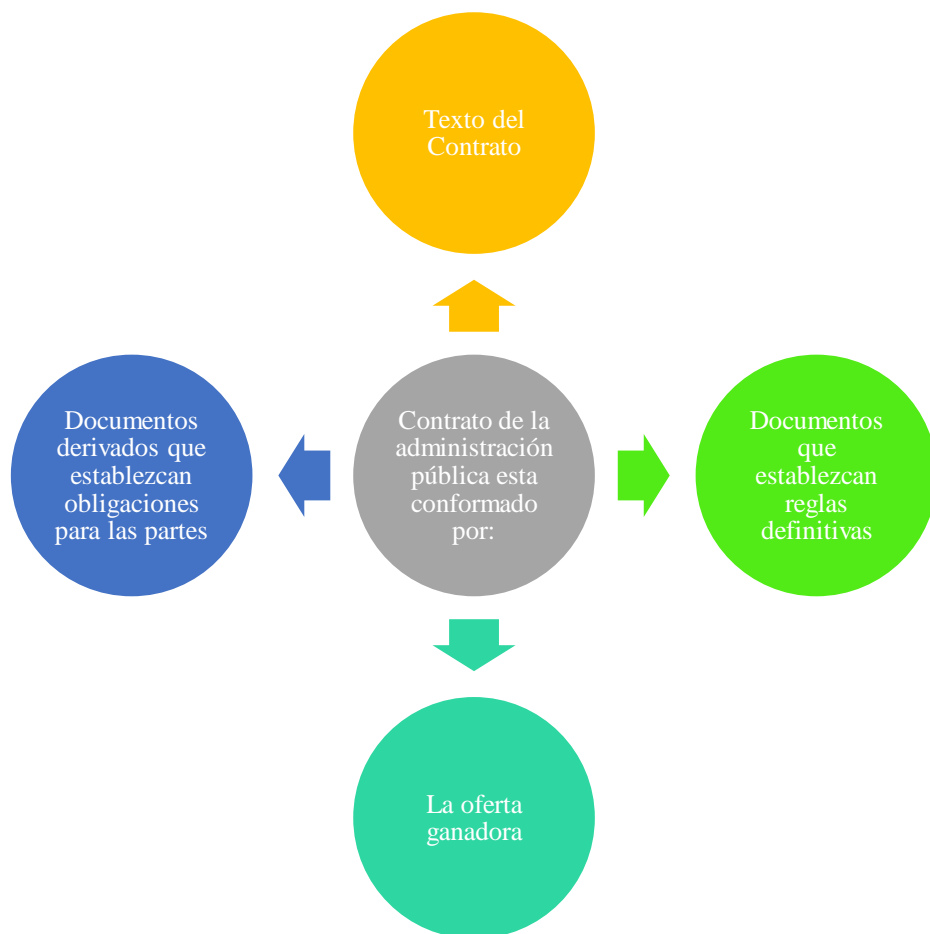 Texto del
Contrato
Documentos
derivados que
establezcan
obligaciones
para las partes
Contrato de la
administración
pública esta
conformado
por:
Documentos
que
establezcan
reglas
definitivas
La oferta
ganadora